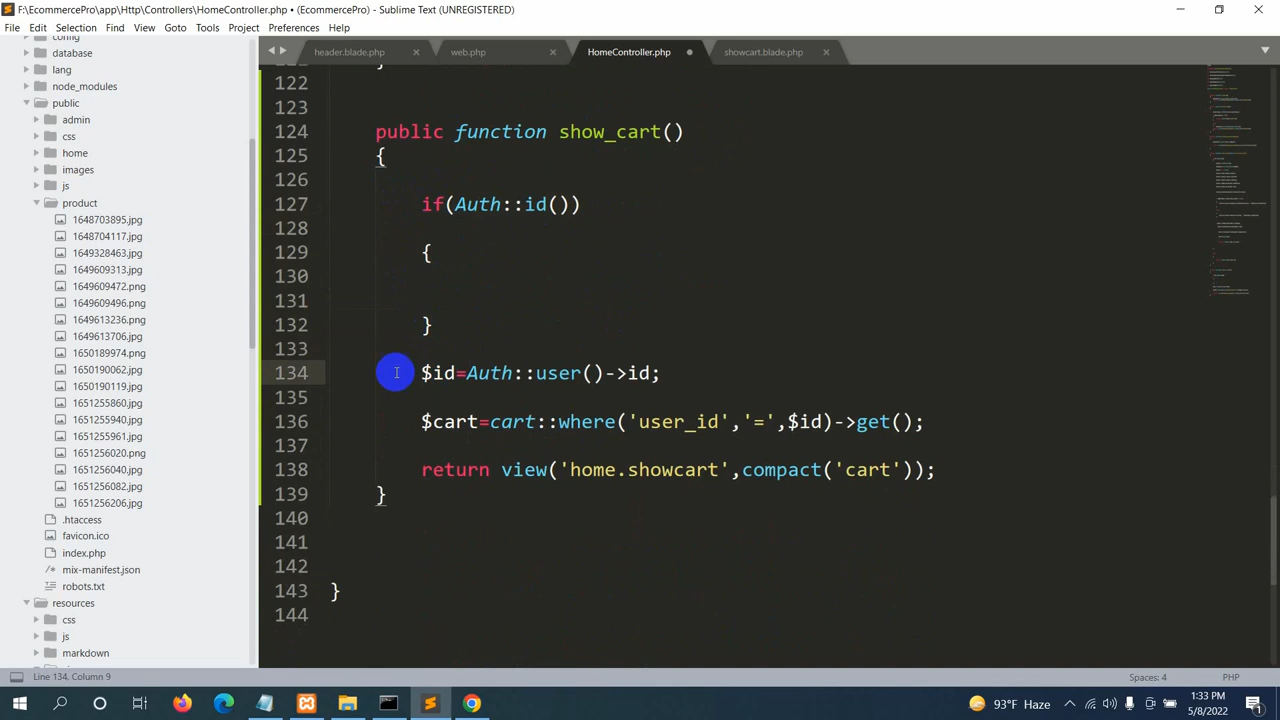 F:\EcommercePro\app\Http\Controllers\HomeController.php • (EcommercePro) - Sublime Text (UNREGISTERED)
File Edit Selection Find View Goto Tools Project Preferences Help
header.blade.php web.php HomeController.php showcart.blade.php
config
database
lang
node_modules
public
admin
css
home
images
js
product
1648703895.jpg
1648704117.jpg
1649328463.jpg
1649609313.jpg
1649609472.png
1649609496.png
1649613236.png
1649613706.jpg
1650189974.png
1650190062.jpg
1650190119.jpg
1651255860.jpg
1651255940.jpg
1651255961.jpg
1651256020.png
1651256040.jpg
1651256082.jpg
1651256206.jpg
.htaccess
favicon.ico
index.php
mix-manifest.json
robots.txt
resources
css
js
markdown
}
122
123
124 public function show_cart()
125 {
126
127 if(Auth::id())
128
129 {
130
131
132 }
133
134 $id=Auth::user()->id;
135
136 $cart=cart::where('user_id','=',$id)->get();
137
138 return view('home.showcart',compact('cart'));
139 }
140
141
142
143 }
144
Line 134, Column 9 Spaces: 4 PHP
93°F Haze 1:33 PM
5/8/2022